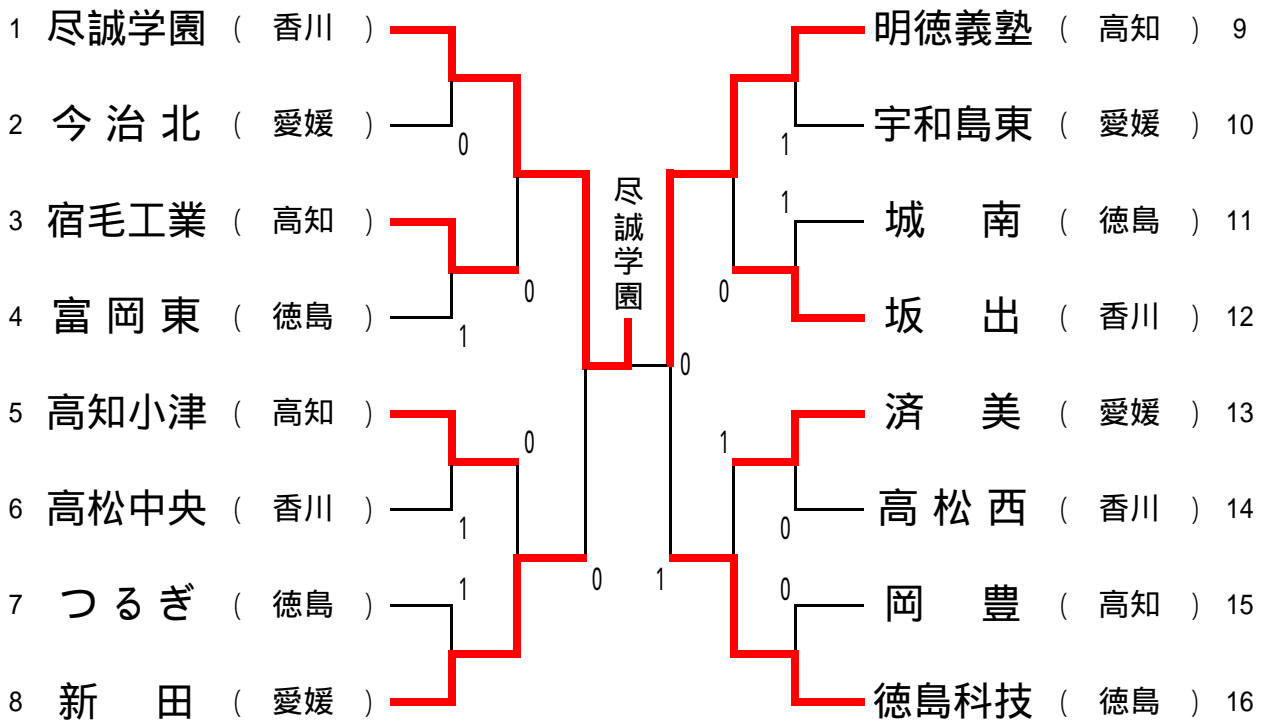 1 尽誠学園 ( 香川 )
2 今治北 ( 愛媛 )
0
3 宿毛工業 ( 高知 )
0
4 富岡東 ( 徳島 )
1
5 高知小津 ( 高知 )
0
6 高松中央 ( 香川 )
1
7 つるぎ ( 徳島 )
1
0
8 新田 ( 愛媛 )
尽誠学園
0
明徳義塾 ( 高知 ) 9
宇和島東 ( 愛媛 ) 10
1
1
城南 ( 徳島 ) 11
0
坂出 ( 香川 ) 12
済美 ( 愛媛 ) 13
1
高松西 ( 香川 ) 14
0
1
0
岡豊 ( 高知 ) 15
徳島科技 ( 徳島 ) 16